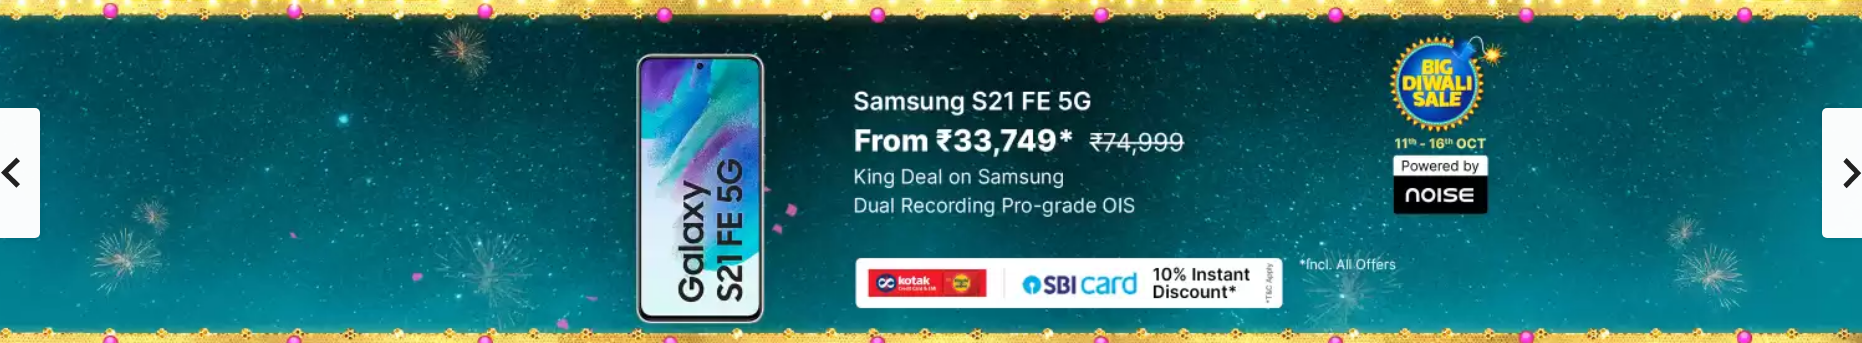 Samsung S21 FE 5G
From ₹33,749* ₹74,999
King Deal on Samsung
Dual Recording Pro-grade OIS
Galaxy
S21 FE 5G
kotak
SBI card
10% Instant
Discount*
*T&C Apply
*Incl. All Offers
BIG
DIWALI
SALE
11th - 16th OCT
Powered by
NOISE